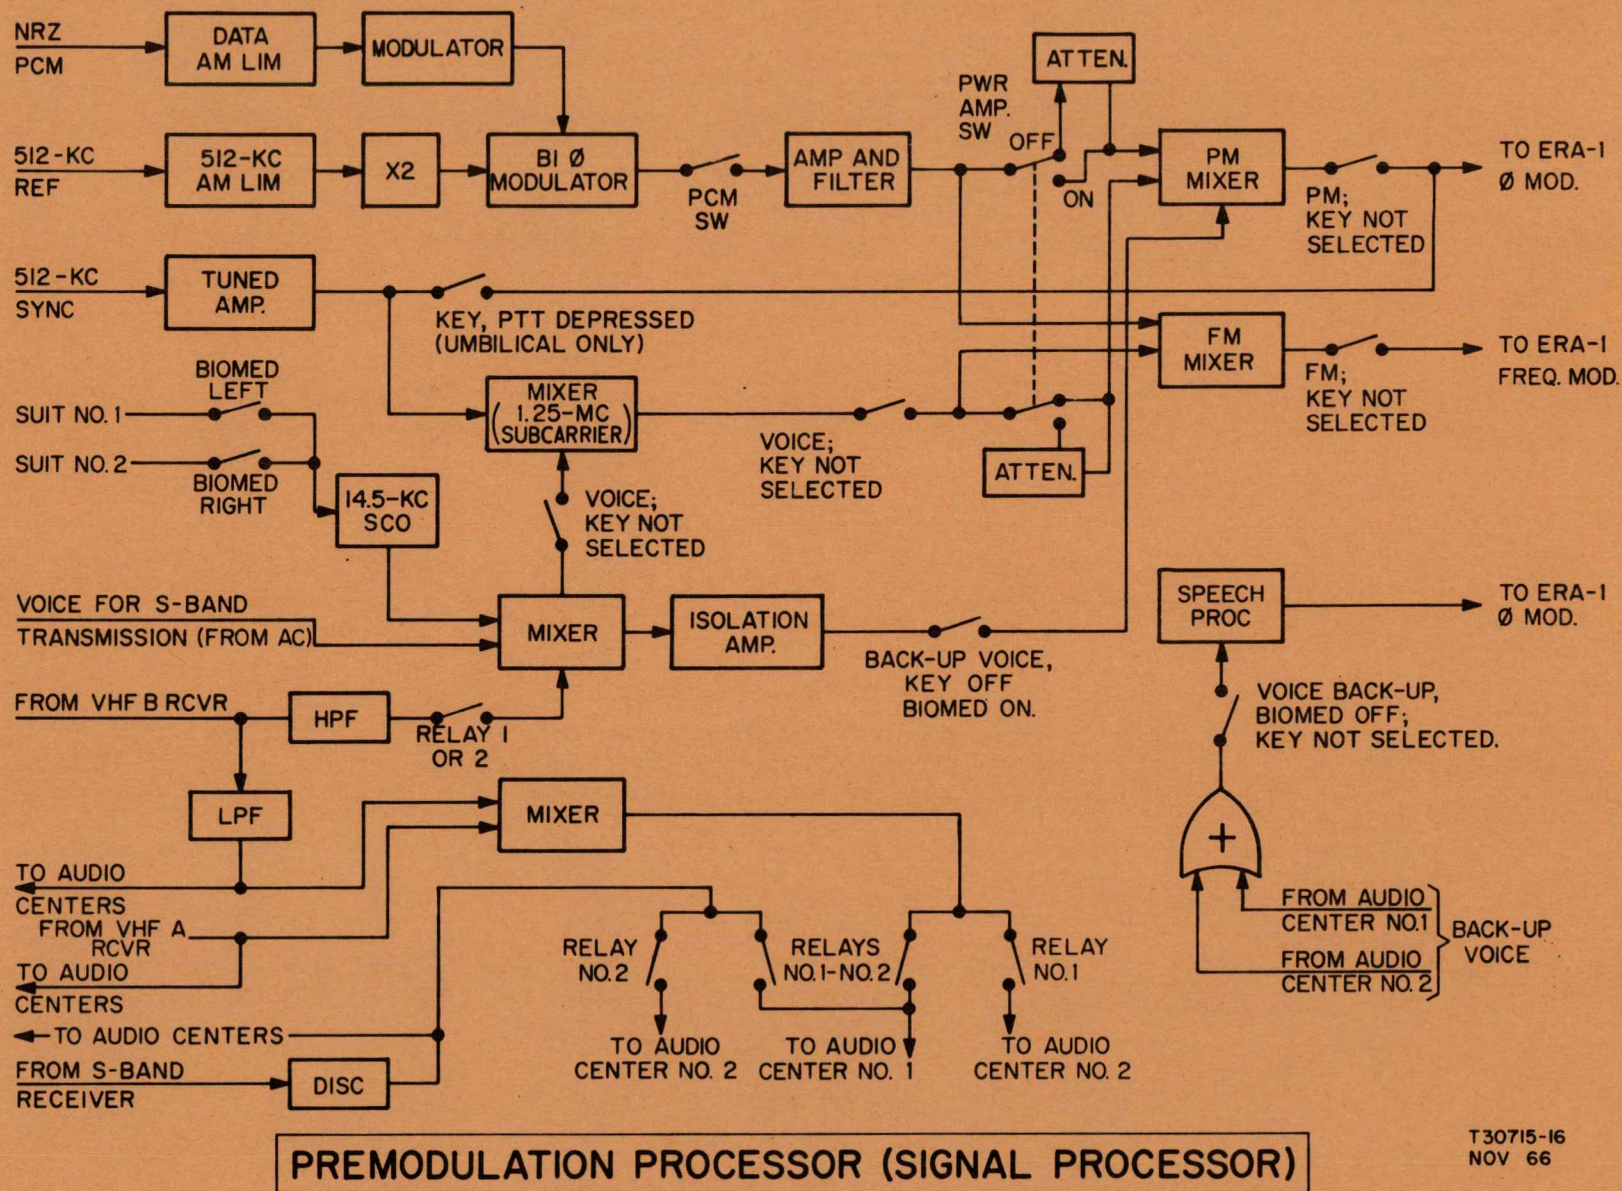 NRZ
PCM
DATA
AM LIM
MODULATOR
ATTEN.
PWR
AMP.
SW
OFF
ON
512-KC
REF
512-KC
AM LIM
X2
BI Ø
MODULATOR
PCM
SW
AMP AND
FILTER
PM
MIXER
PM;
KEY NOT
SELECTED
TO ERA-1
Ø MOD.
512-KC
SYNC
TUNED
AMP.
KEY, PTT DEPRESSED
(UMBILICAL ONLY)
FM
MIXER
FM;
KEY NOT
SELECTED
TO ERA-1
FREQ. MOD.
BIOMED
LEFT
SUIT NO. 1
SUIT NO. 2
BIOMED
RIGHT
MIXER
(1.25-MC
SUBCARRIER)
VOICE;
KEY NOT
SELECTED
ATTEN.
14.5-KC
SCO
VOICE;
KEY NOT
SELECTED
VOICE FOR S-BAND
TRANSMISSION (FROM AC)
MIXER
ISOLATION
AMP.
BACK-UP VOICE,
KEY OFF
BIOMED ON.
SPEECH
PROC
TO ERA-1
Ø MOD.
FROM VHF B RCVR
HPF
RELAY 1
OR 2
VOICE BACK-UP,
BIOMED OFF;
KEY NOT SELECTED.
LPF
MIXER
+
TO AUDIO
CENTERS
FROM VHF A
RCVR
TO AUDIO
CENTERS
TO AUDIO CENTERS
FROM S-BAND
RECEIVER
DISC
RELAY
NO.2
RELAYS
NO.1-NO.2
RELAY
NO.1
TO AUDIO
CENTER NO. 2
TO AUDIO
CENTER NO. 1
TO AUDIO
CENTER NO. 2
FROM AUDIO
CENTER NO.1
FROM AUDIO
CENTER NO. 2
BACK-UP
VOICE
PREMODULATION PROCESSOR (SIGNAL PROCESSOR)
T30715-16
NOV 66